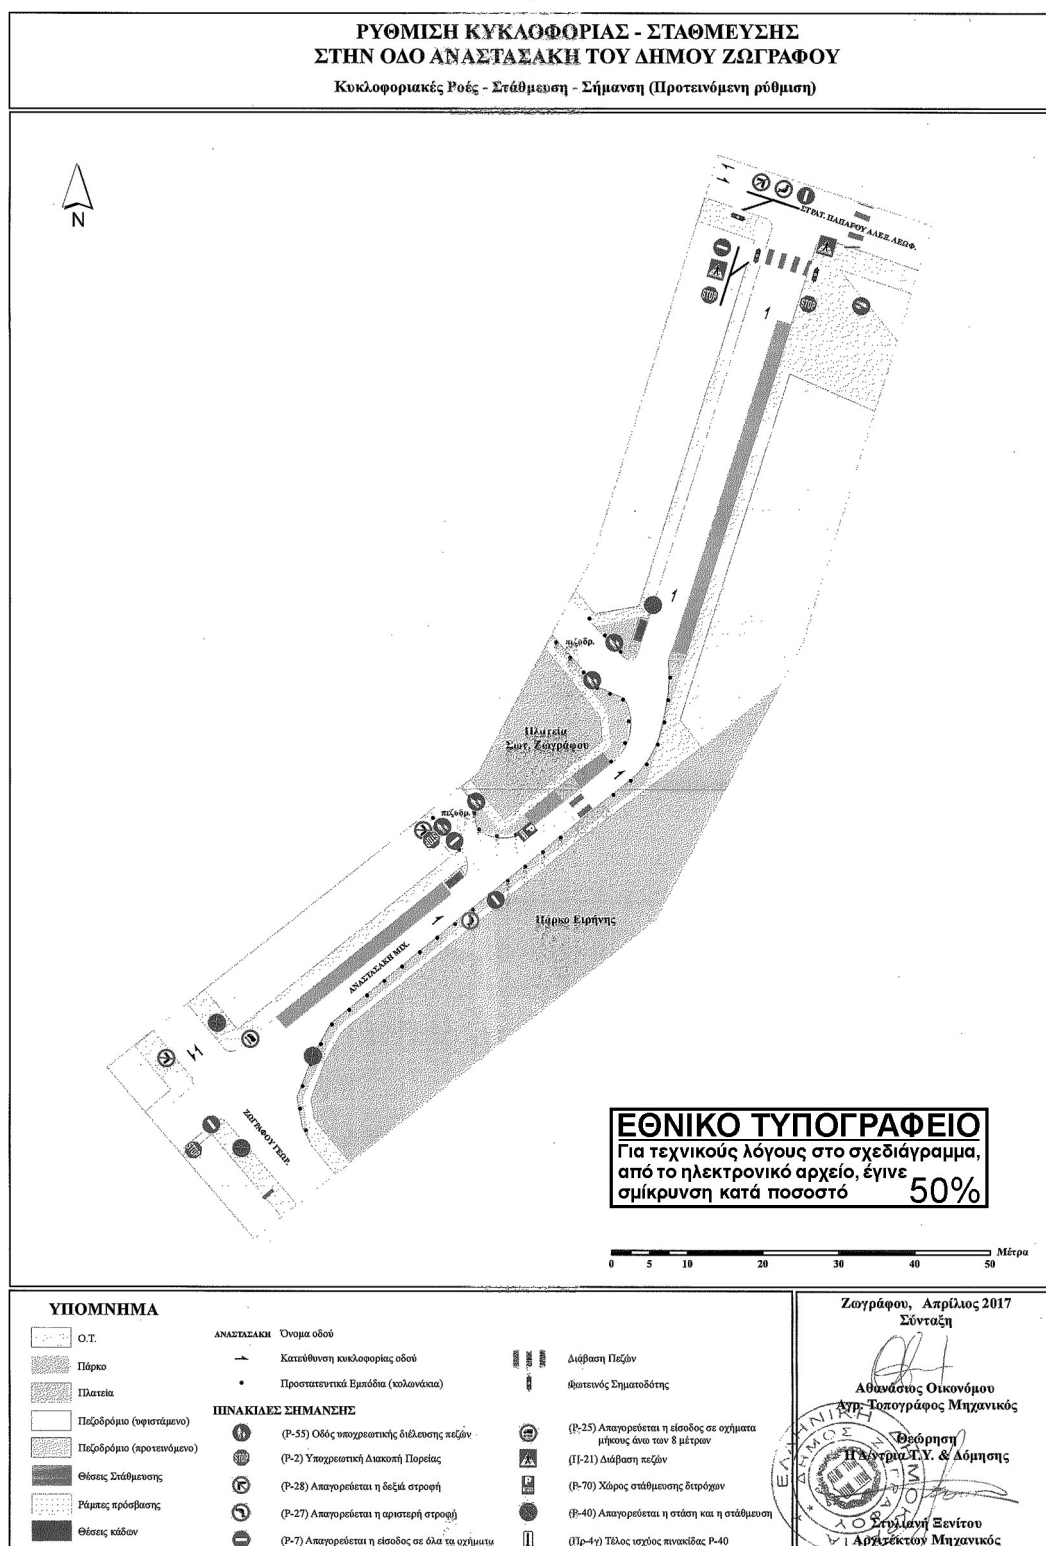 ΡΥΘΜΙΣΗ ΚΥΚΛΟΦΟΡΙΑΣ - ΣΤΑΘΜΕΥΣΗΣ
ΣΤΗΝ ΟΔΟ ΑΝΑΣΤΑΣΑΚΗ ΤΟΥ ΔΗΜΟΥ ΖΩΓΡΑΦΟΥ
Κυκλοφοριακές Ροές - Στάθμευση - Σήμανση (Προτεινόμενη ρύθμιση)
N
ΣΤΡΑΤ. ΠΑΠΑΓΟΥ ΑΛΕΞ. ΛΕΩΦ.
STOP
STOP
πεζοδρ.
Πλατεία
Σωτ. Ζωγράφου
πεζοδρ.
STOP
Πάρκο Ειρήνης
ΑΝΑΣΤΑΣΑΚΗ ΜΙΧ.
ΖΩΓΡΑΦΟΥ ΓΕΩΡ.
STOP
ΕΘΝΙΚΟ ΤΥΠΟΓΡΑΦΕΙΟ
Για τεχνικούς λόγους στο σχεδιάγραμμα,
από το ηλεκτρονικό αρχείο, έγινε
σμίκρυνση κατά ποσοστό 50%
Μέτρα
0 5 10 20 30 40 50
ΥΠΟΜΝΗΜΑ
Ο.Τ.
Πάρκο
Πλατεία
Πεζοδρόμιο (υφιστάμενο)
Πεζοδρόμιο (προτεινόμενο)
Θέσεις Στάθμευσης
Ράμπες πρόσβασης
Θέσεις κάδων
ΑΝΑΣΤΑΣΑΚΗ Όνομα οδού
Κατεύθυνση κυκλοφορίας οδού
Προστατευτικά Εμπόδια (κολωνάκια)
Διάβαση Πεζών
Φωτεινός Σηματοδότης
ΠΙΝΑΚΙΔΕΣ ΣΗΜΑΝΣΗΣ
(Ρ-55) Οδός υποχρεωτικής διέλευσης πεζών
STOP (Ρ-2) Υποχρεωτική Διακοπή Πορείας
(Ρ-28) Απαγορεύεται η δεξιά στροφή
(Ρ-27) Απαγορεύεται η αριστερή στροφή
(Ρ-7) Απαγορεύεται η είσοδος σε όλα τα οχήματα
(Ρ-25) Απαγορεύεται η είσοδος σε οχήματα
μήκους άνω των 8 μέτρων
(Π-21) Διάβαση πεζών
(Ρ-70) Χώρος στάθμευσης διτρόχων
(Ρ-40) Απαγορεύεται η στάση και η στάθμευση
(Πρ-4γ) Τέλος ισχύος πινακίδας Ρ-40
Ζωγράφου, Απρίλιος 2017
Σύνταξη
Αθανάσιος Οικονόμου
Αγρ. Τοπογράφος Μηχανικός
Θεώρηση
Η Δ/ντρια Τ.Υ. & Δόμησης
Στυλιανή Ξενίτου
Αρχιτέκτων Μηχανικός